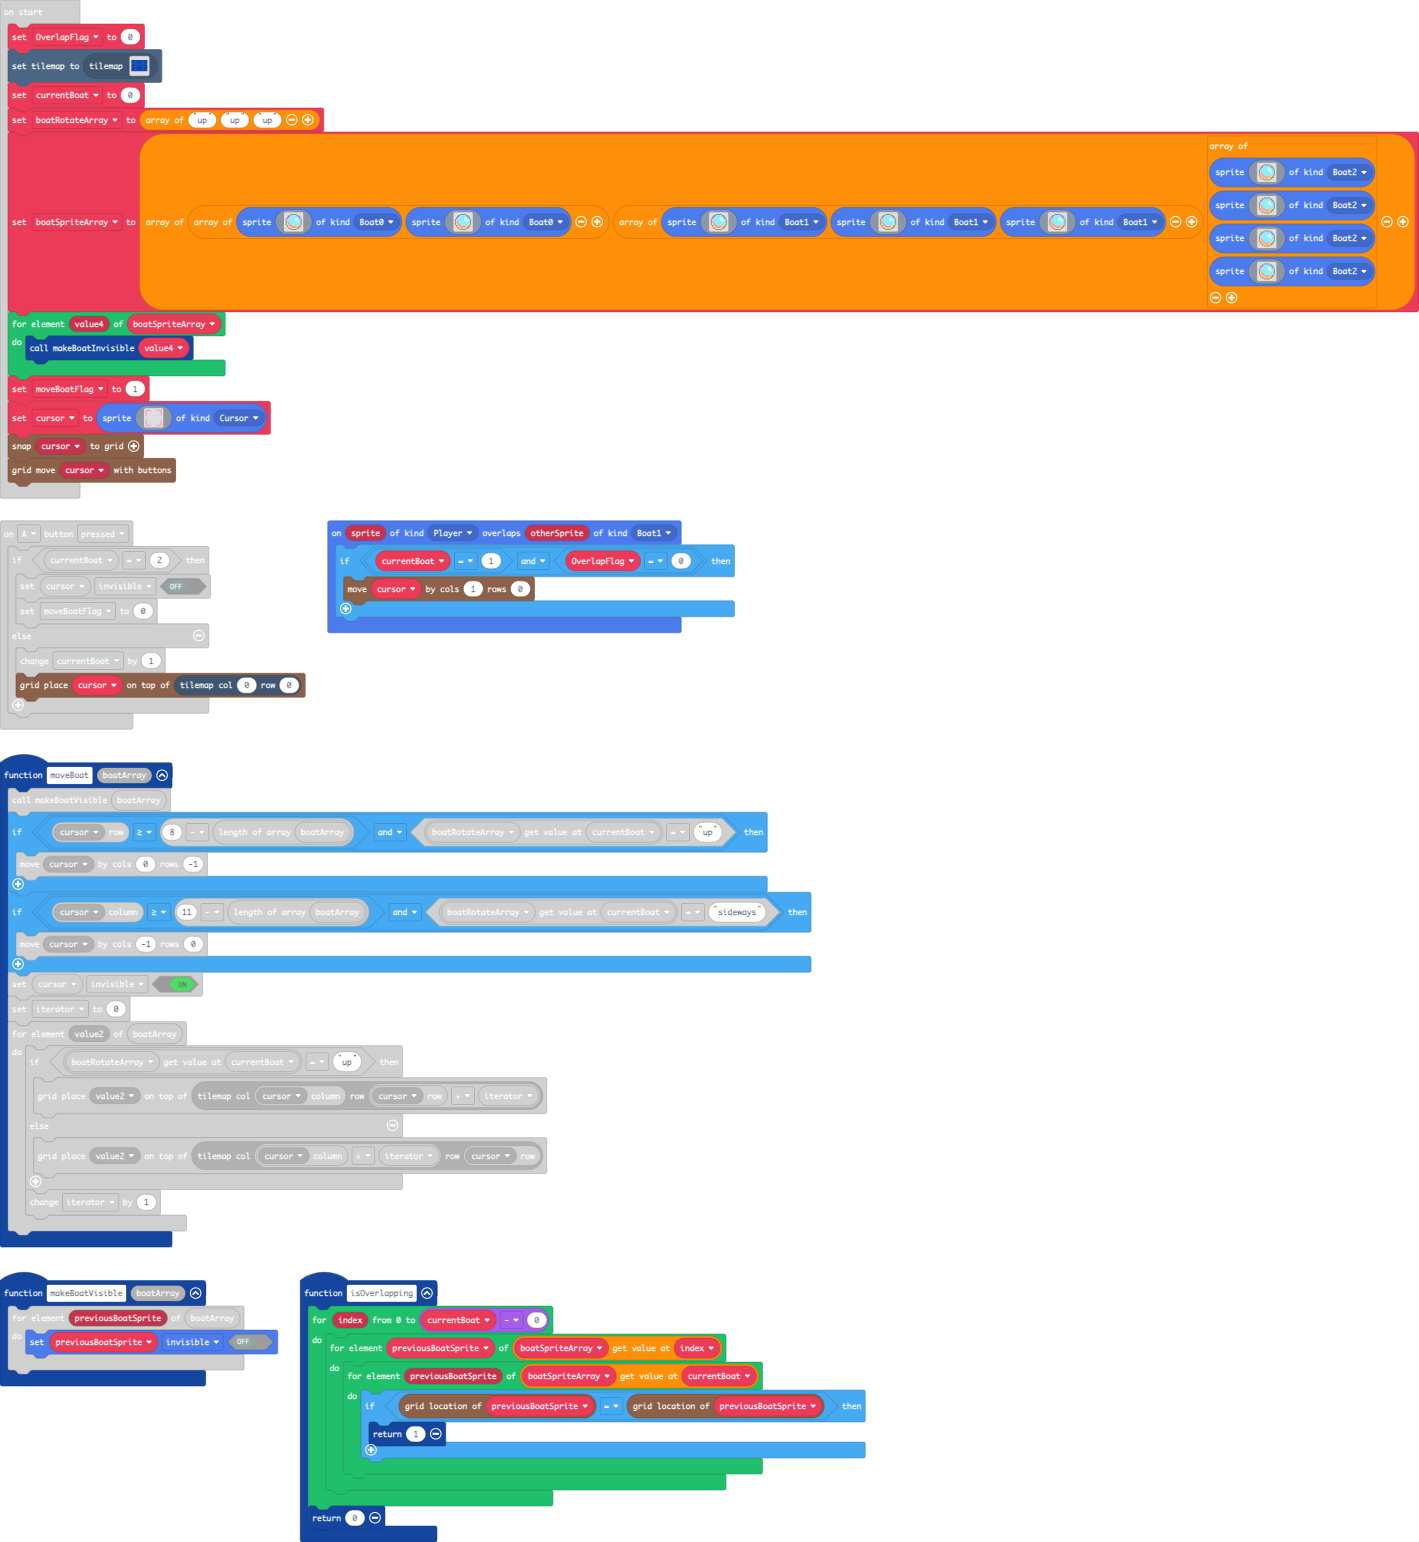 on start
set OverlapFlag to 0
set tilemap to tilemap
set currentBoat to 0
set boatRotateArray to array of "up" "up" "up"
array of
sprite of kind Boat2
sprite of kind Boat2
set boatSpriteArray to array of array of sprite of kind Boat0 sprite of kind Boat0 array of sprite of kind Boat1 sprite of kind Boat1 sprite of kind Boat1
sprite of kind Boat2
sprite of kind Boat2
for element value4 of boatSpriteArray
do call makeBoatInvisible value4
set moveBoatFlag to 1
set cursor to sprite of kind Cursor
snap cursor to grid
grid move cursor with buttons
on A button pressed
if currentBoat = 2 then
set cursor invisible OFF
set moveBoatFlag to 0
else
change currentBoat by 1
grid place cursor on top of tilemap col 0 row 0
on sprite of kind Player overlaps otherSprite of kind Boat1
if currentBoat = 1 and OverlapFlag = 0 then
move cursor by cols 1 rows 0
function moveBoat boatArray
call makeBoatVisible boatArray
if cursor row ≥ 8 - length of array boatArray and boatRotateArray get value at currentBoat = "up" then
move cursor by cols 0 rows -1
if cursor column ≥ 11 - length of array boatArray and boatRotateArray get value at currentBoat = "sideways" then
move cursor by cols -1 rows 0
set cursor invisible ON
set iterator to 0
for element value2 of boatArray
do if boatRotateArray get value at currentBoat = "up" then
grid place value2 on top of tilemap col cursor column row cursor row + iterator
else
grid place value2 on top of tilemap col cursor column + iterator row cursor row
change iterator by 1
function makeBoatVisible boatArray
for element previousBoatSprite of boatArray
do set previousBoatSprite invisible OFF
function isOverlapping
for index from 0 to currentBoat - 0
do for element previousBoatSprite of boatSpriteArray get value at index
do for element previousBoatSprite of boatSpriteArray get value at currentBoat
do if grid location of previousBoatSprite = grid location of previousBoatSprite then
return 1
return 0